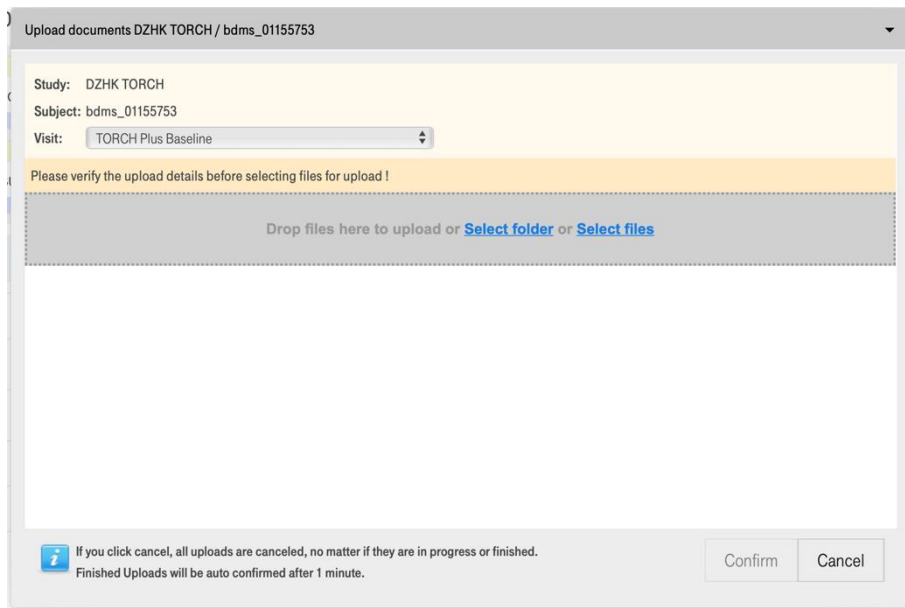 Upload documents DZHK TORCH / bdms_01155753
Study: DZHK TORCH
Subject: bdms_01155753
Visit: TORCH Plus Baseline
Please verify the upload details before selecting files for upload !
Drop files here to upload or Select folder or Select files
If you click cancel, all uploads are canceled, no matter if they are in progress or finished.
Finished Uploads will be auto confirmed after 1 minute.
Confirm Cancel